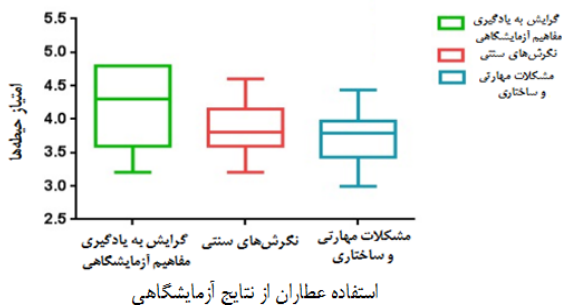 5.5
5.0
4.5
4.0
3.5
3.0
2.5
امتیاز حیطه‌ها
گرایش به یادگیری
مفاهیم آزمایشگاهی
نگرش‌های سنتی
مشکلات مهارتی
و ساختاری
گرایش به یادگیری
مفاهیم آزمایشگاهی
نگرش‌های سنتی
مشکلات مهارتی
و ساختاری
استفاده عطاران از نتایج آزمایشگاهی